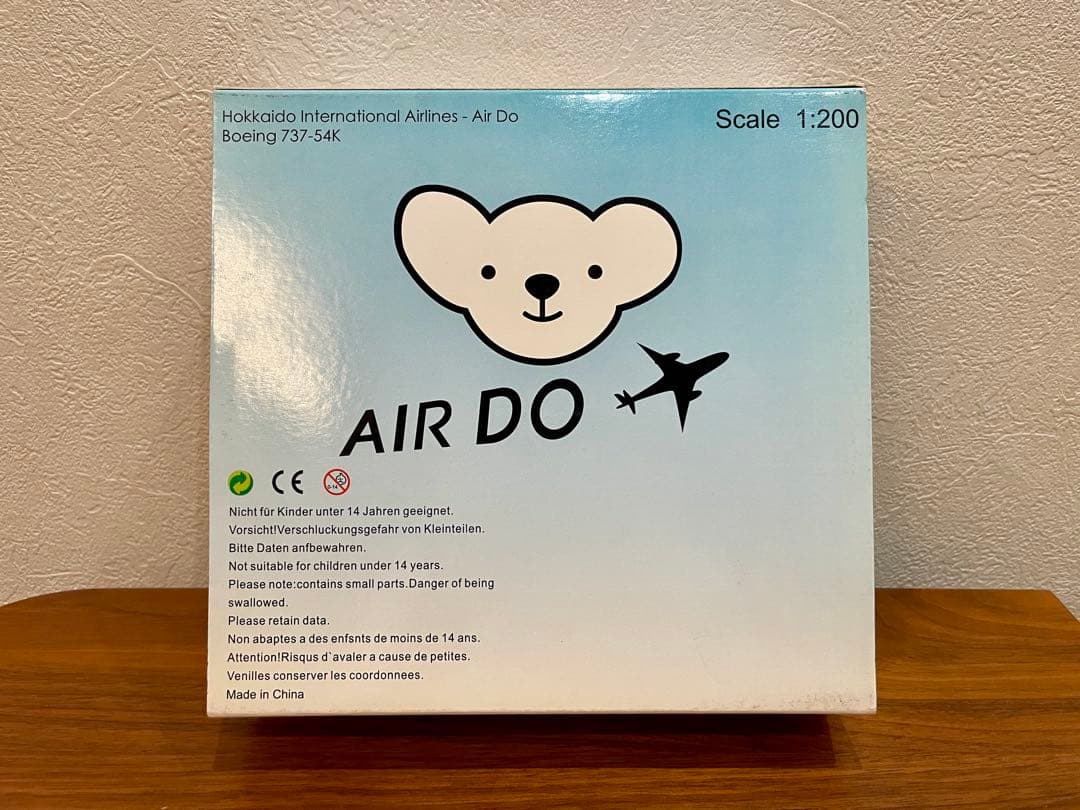 Hokkaido International Airlines - Air Do
Boeing 737-54K
Scale 1:200
AIR DO
CE
0-14
Nicht für Kinder unter 14 Jahren geeignet.
Vorsicht!Verschluckungsgefahr von Kleinteilen.
Bitte Daten anfbewahren.
Not suitable for children under 14 years.
Please note:contains small parts.Danger of being
swallowed.
Please retain data.
Non abaptes a des enfsnts de moins de 14 ans.
Attention!Risqus d`avaler a cause de petites.
Venilles conserver les coordonnees.
Made in China